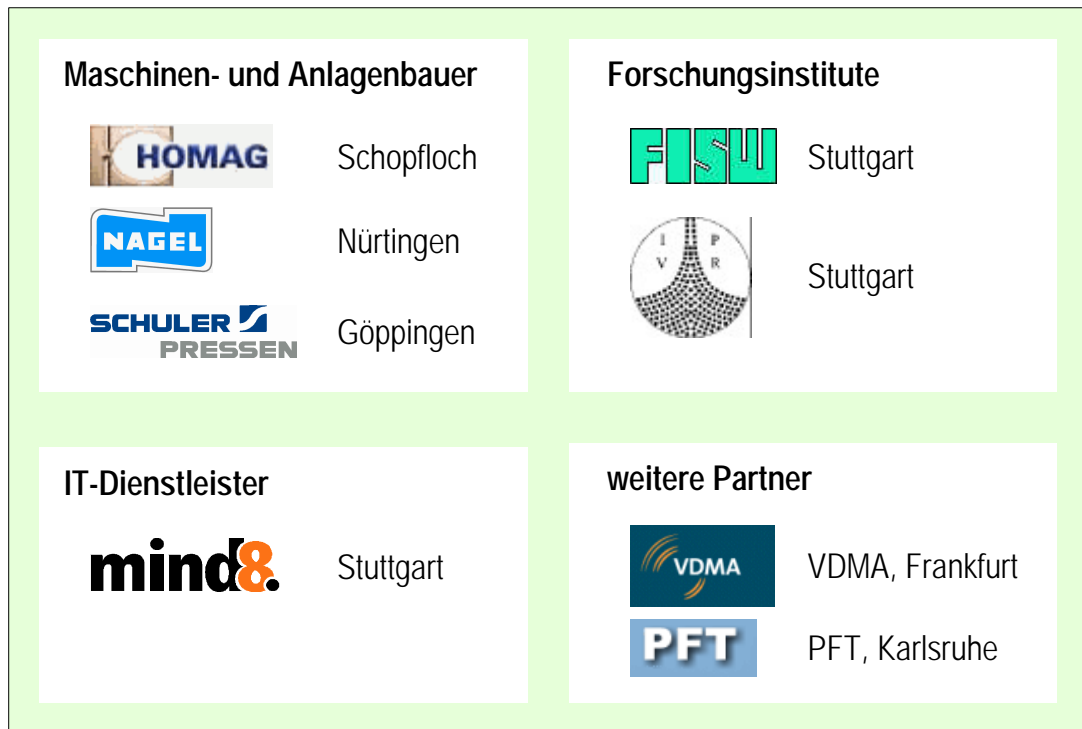 Maschinen- und Anlagenbauer
HOMAG Schopfloch
NAGEL Nürtingen
SCHULER
PRESSEN
Göppingen
Forschungsinstitute
FISW Stuttgart
I P
V R
Stuttgart
IT-Dienstleister
mind8. Stuttgart
weitere Partner
VDMA VDMA, Frankfurt
PFT PFT, Karlsruhe